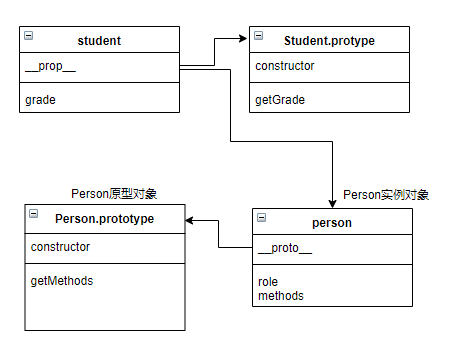 student
__prop__
grade
Student.protype
constructor
getGrade
Person原型对象
Person.prototype
constructor
getMethods
Person实例对象
person
__proto__
role
methods